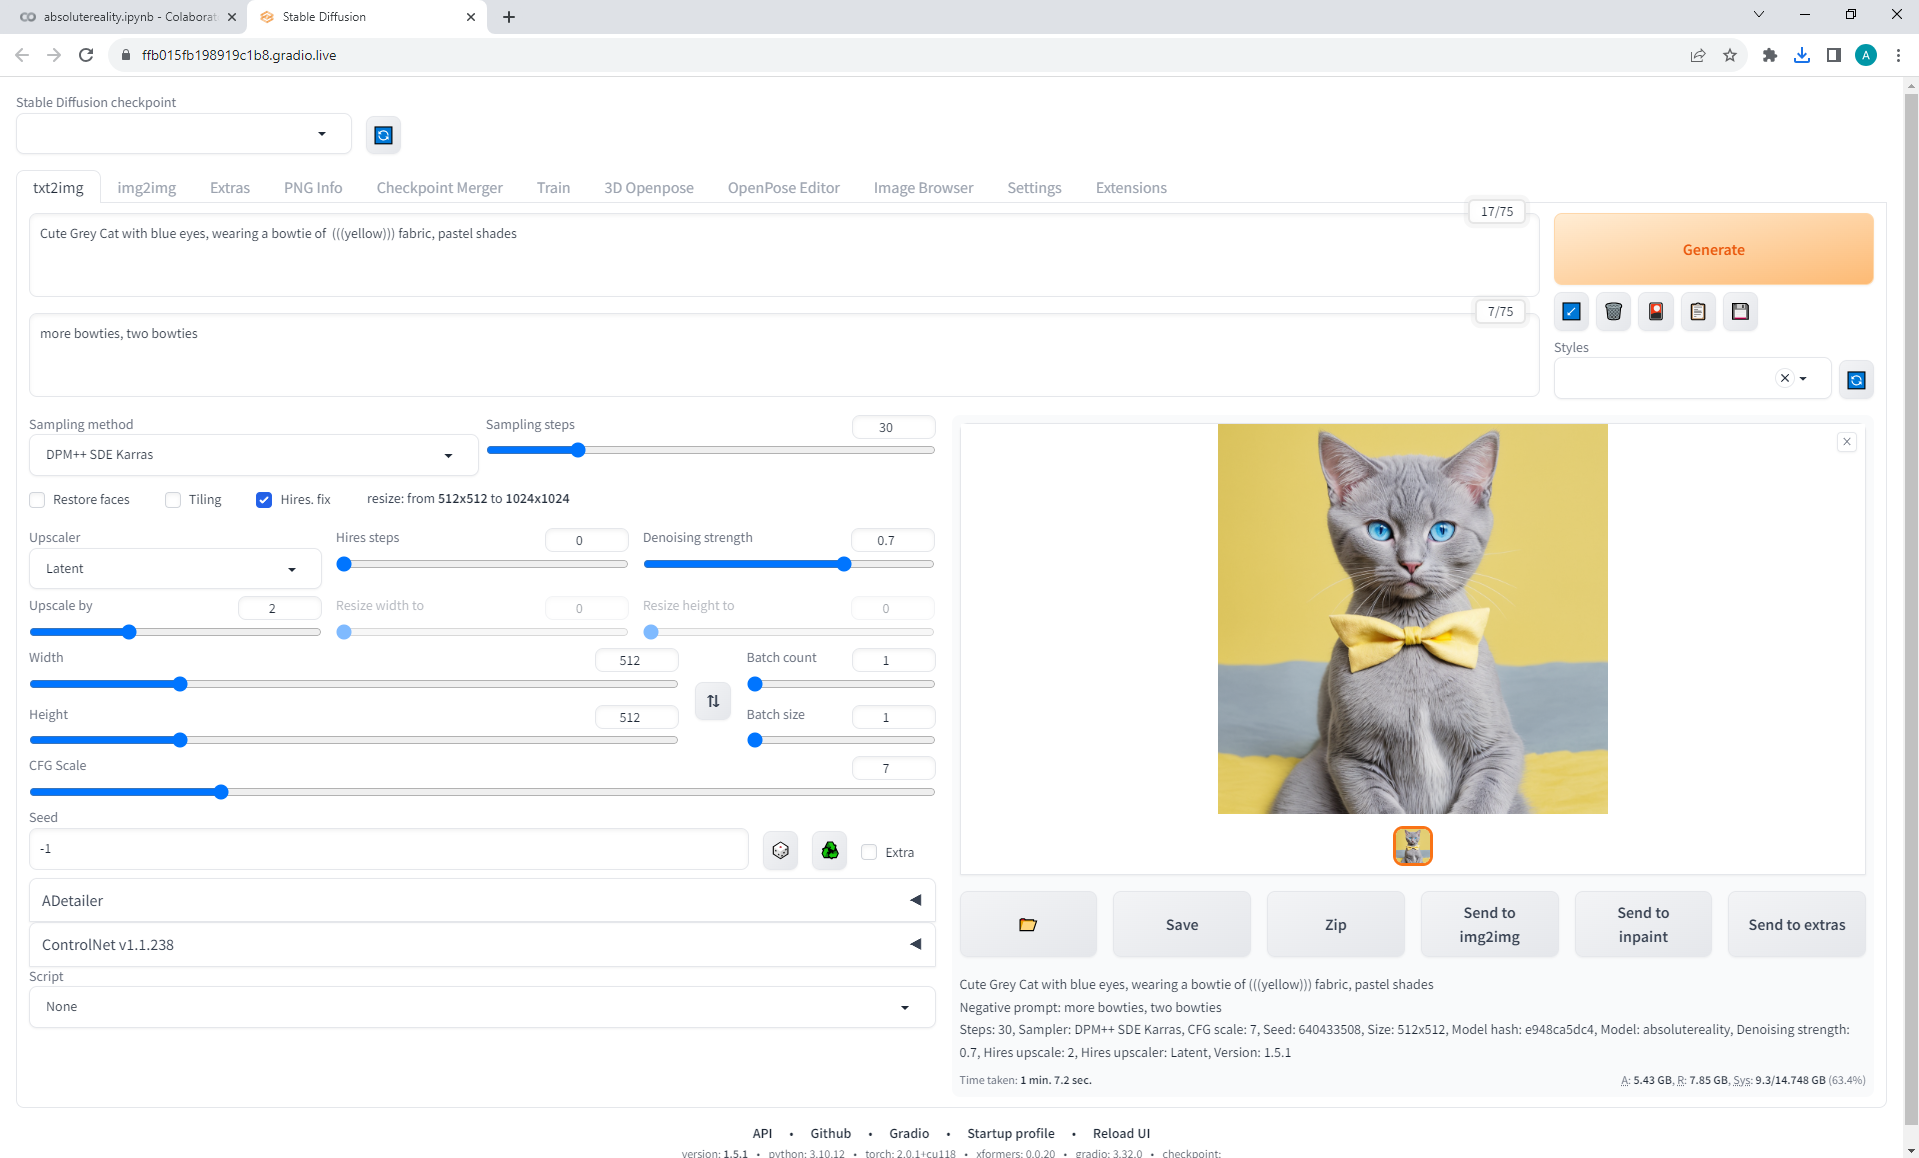 absolutereality.ipynb - Colaborat
Stable Diffusion
ffb015fb198919c1b8.gradio.live
A
Stable Diffusion checkpoint
txt2img img2img Extras PNG Info Checkpoint Merger Train 3D Openpose OpenPose Editor Image Browser Settings Extensions
17/75
Cute Grey Cat with blue eyes, wearing a bowtie of (((yellow))) fabric, pastel shades
Generate
7/75
more bowties, two bowties
Styles
Sampling method
DPM++ SDE Karras
Sampling steps
30
Restore faces Tiling Hires. fix resize: from 512x512 to 1024x1024
Upscaler
Latent
Hires steps
0
Denoising strength
0.7
Upscale by
2
Resize width to
0
Resize height to
0
Width
512
Batch count
1
Height
512
Batch size
1
CFG Scale
7
Seed
-1
Extra
ADetailer
ControlNet v1.1.238
Script
None
Save
Zip
Send to
img2img
Send to
inpaint
Send to extras
Cute Grey Cat with blue eyes, wearing a bowtie of (((yellow))) fabric, pastel shades
Negative prompt: more bowties, two bowties
Steps: 30, Sampler: DPM++ SDE Karras, CFG scale: 7, Seed: 640433508, Size: 512x512, Model hash: e948ca5dc4, Model: absolutereality, Denoising strength:
0.7, Hires upscale: 2, Hires upscaler: Latent, Version: 1.5.1
Time taken: 1 min. 7.2 sec.
A: 5.43 GB, R: 7.85 GB, Sys: 9.3/14.748 GB (63.4%)
API • Github • Gradio • Startup profile • Reload UI
version: 1.5.1 • python: 3.10.12 • torch: 2.0.1+cu118 • xformers: 0.0.20 • gradio: 3.32.0 • checkpoint: